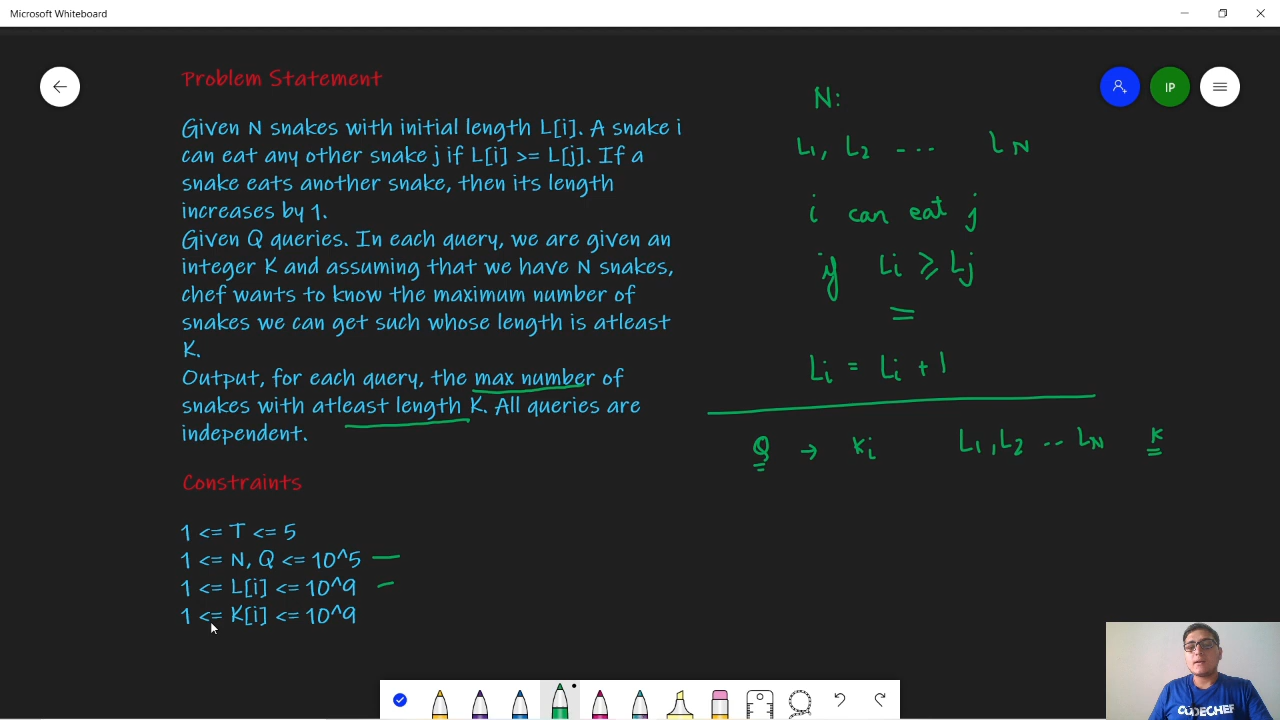 Microsoft Whiteboard
IP
Problem Statement
Given N snakes with initial length L[i]. A snake i
can eat any other snake j if L[i] >= L[j]. If a
snake eats another snake, then its length
increases by 1.
Given Q queries. In each query, we are given an
integer K and assuming that we have N snakes,
chef wants to know the maximum number of
snakes we can get such whose length is atleast
K.
Output, for each query, the max number of
snakes with atleast length K. All queries are
independent.
Constraints
1 <= T <= 5
1 <= N, Q <= 10^5
1 <= L[i] <= 10^9
1 <= K[i] <= 10^9
N:
L1, L2 --- LN
i can eat j
if Li ≥ Lj
Li = Li + 1
Q → Ki L1, L2 -- LN K
CODECHEF